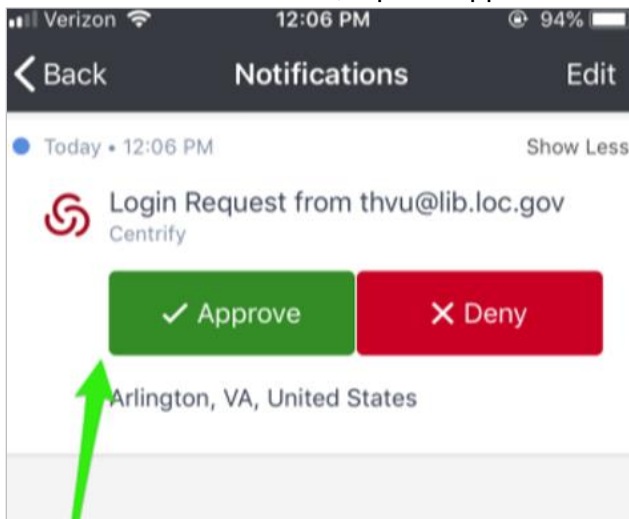 Verizon 12:06 PM 94%
Back Notifications Edit
Today • 12:06 PM Show Less
Login Request from thvu@lib.loc.gov
Centrify
✓ Approve ✕ Deny
Arlington, VA, United States